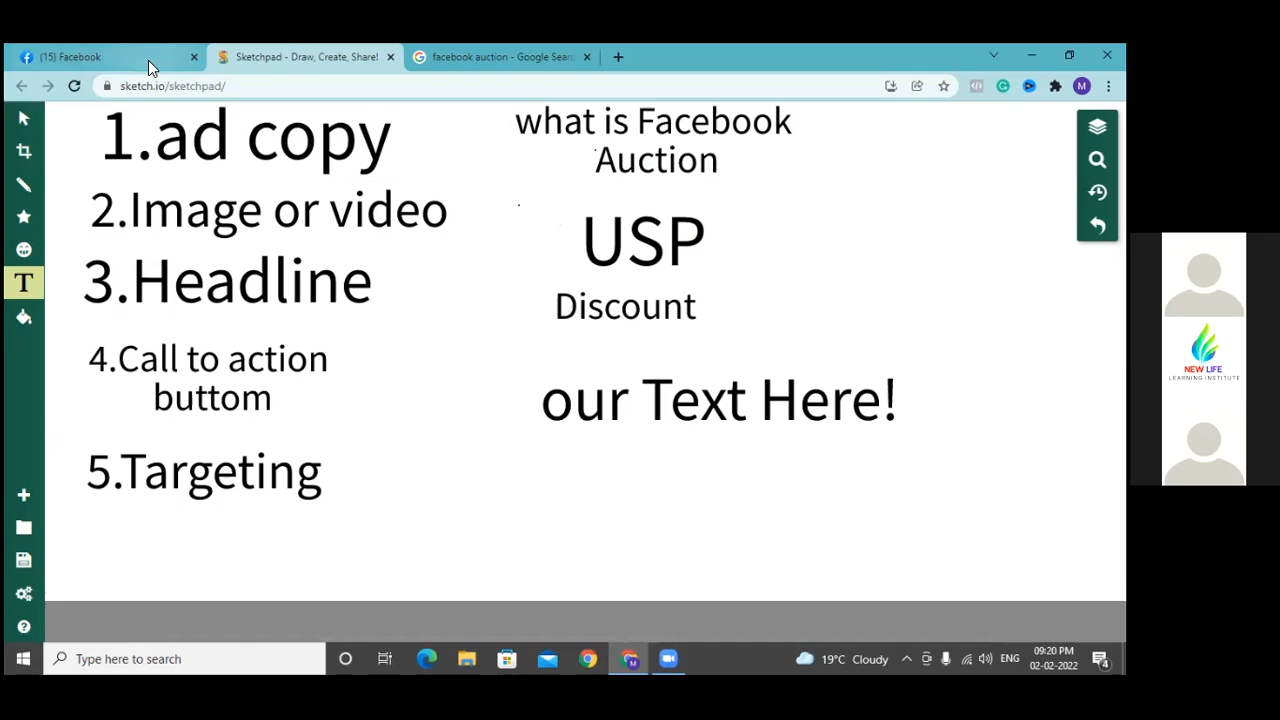 (15) Facebook
Sketchpad - Draw, Create, Share!
facebook auction - Google Sear
sketch.io/sketchpad/
M
1.ad copy
2.Image or video
3.Headline
4.Call to action
buttom
5.Targeting
what is Facebook
Auction
USP
Discount
our Text Here!
T
NEW LIFE
LEARNING INSTITUTE
Type here to search
19°C Cloudy
ENG
09:20 PM
02-02-2022
4